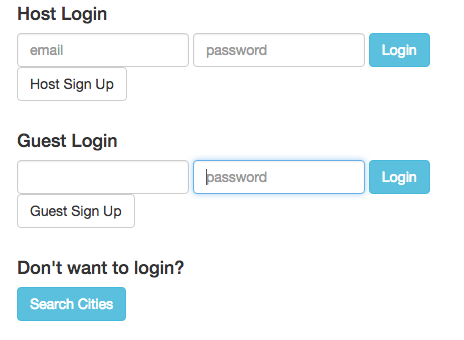 Host Login
email password Login
Host Sign Up
Guest Login
password Login
Guest Sign Up
Don't want to login?
Search Cities